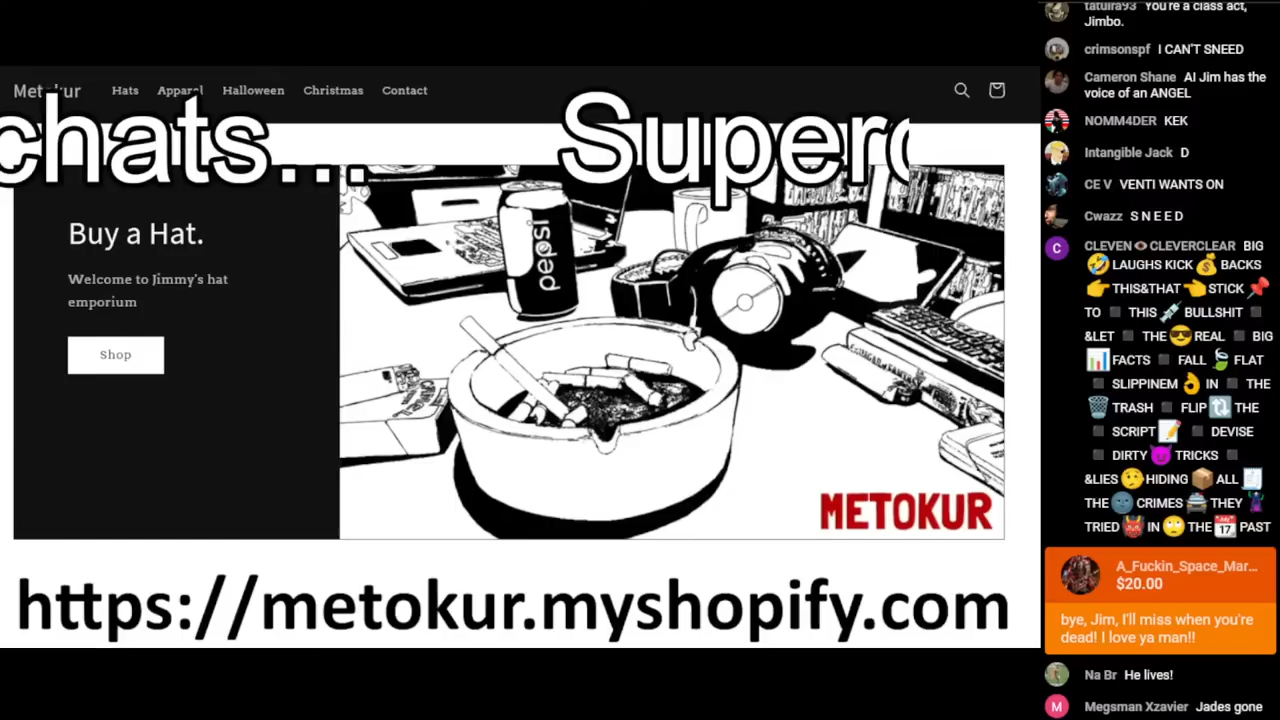 Metokur Hats Apparel Halloween Christmas Contact
chats... Superc
Buy a Hat.
Welcome to Jimmy's hat
emporium
Shop
pepsi
METOKUR
https://metokur.myshopify.com
tatuira93 You're a class act,
Jimbo.
crimsonspf I CAN'T SNEED
Cameron Shane AI Jim has the
voice of an ANGEL
NOMM4DER KEK
Intangible Jack D
CE V VENTI WANTS ON
Cwazz S N E E D
C
CLEVEN👁CLEVERCLEAR BIG
🤣 LAUGHS KICK 💰 BACKS
👉 THIS&THAT 👈 STICK 📌
TO ◾ THIS 💉 BULLSHIT ◾
&LET ◾ THE 😎 REAL ◾ BIG
📊 FACTS ◾ FALL 🍃 FLAT
◾ SLIPPINEM 👌 IN ◾ THE
🗑️ TRASH ◾ FLIP 🔃 THE
◾ SCRIPT 📝 ◾ DEVISE
◾ DIRTY 😈 TRICKS ◾
&LIES 🤥 HIDING 📦 ALL 🧾
THE 🌚 CRIMES 🚔 THEY 🦹
TRIED 👹 IN 🙄 THE 📅 PAST
A_Fuckin_Space_Mar...
$20.00
bye, Jim, I'll miss when you're
dead! I love ya man!!
Na Br He lives!
M
Megsman Xzavier Jades gone